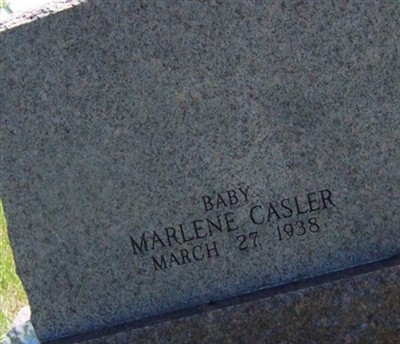 BABY
MARLENE CASLER
MARCH 27 1938